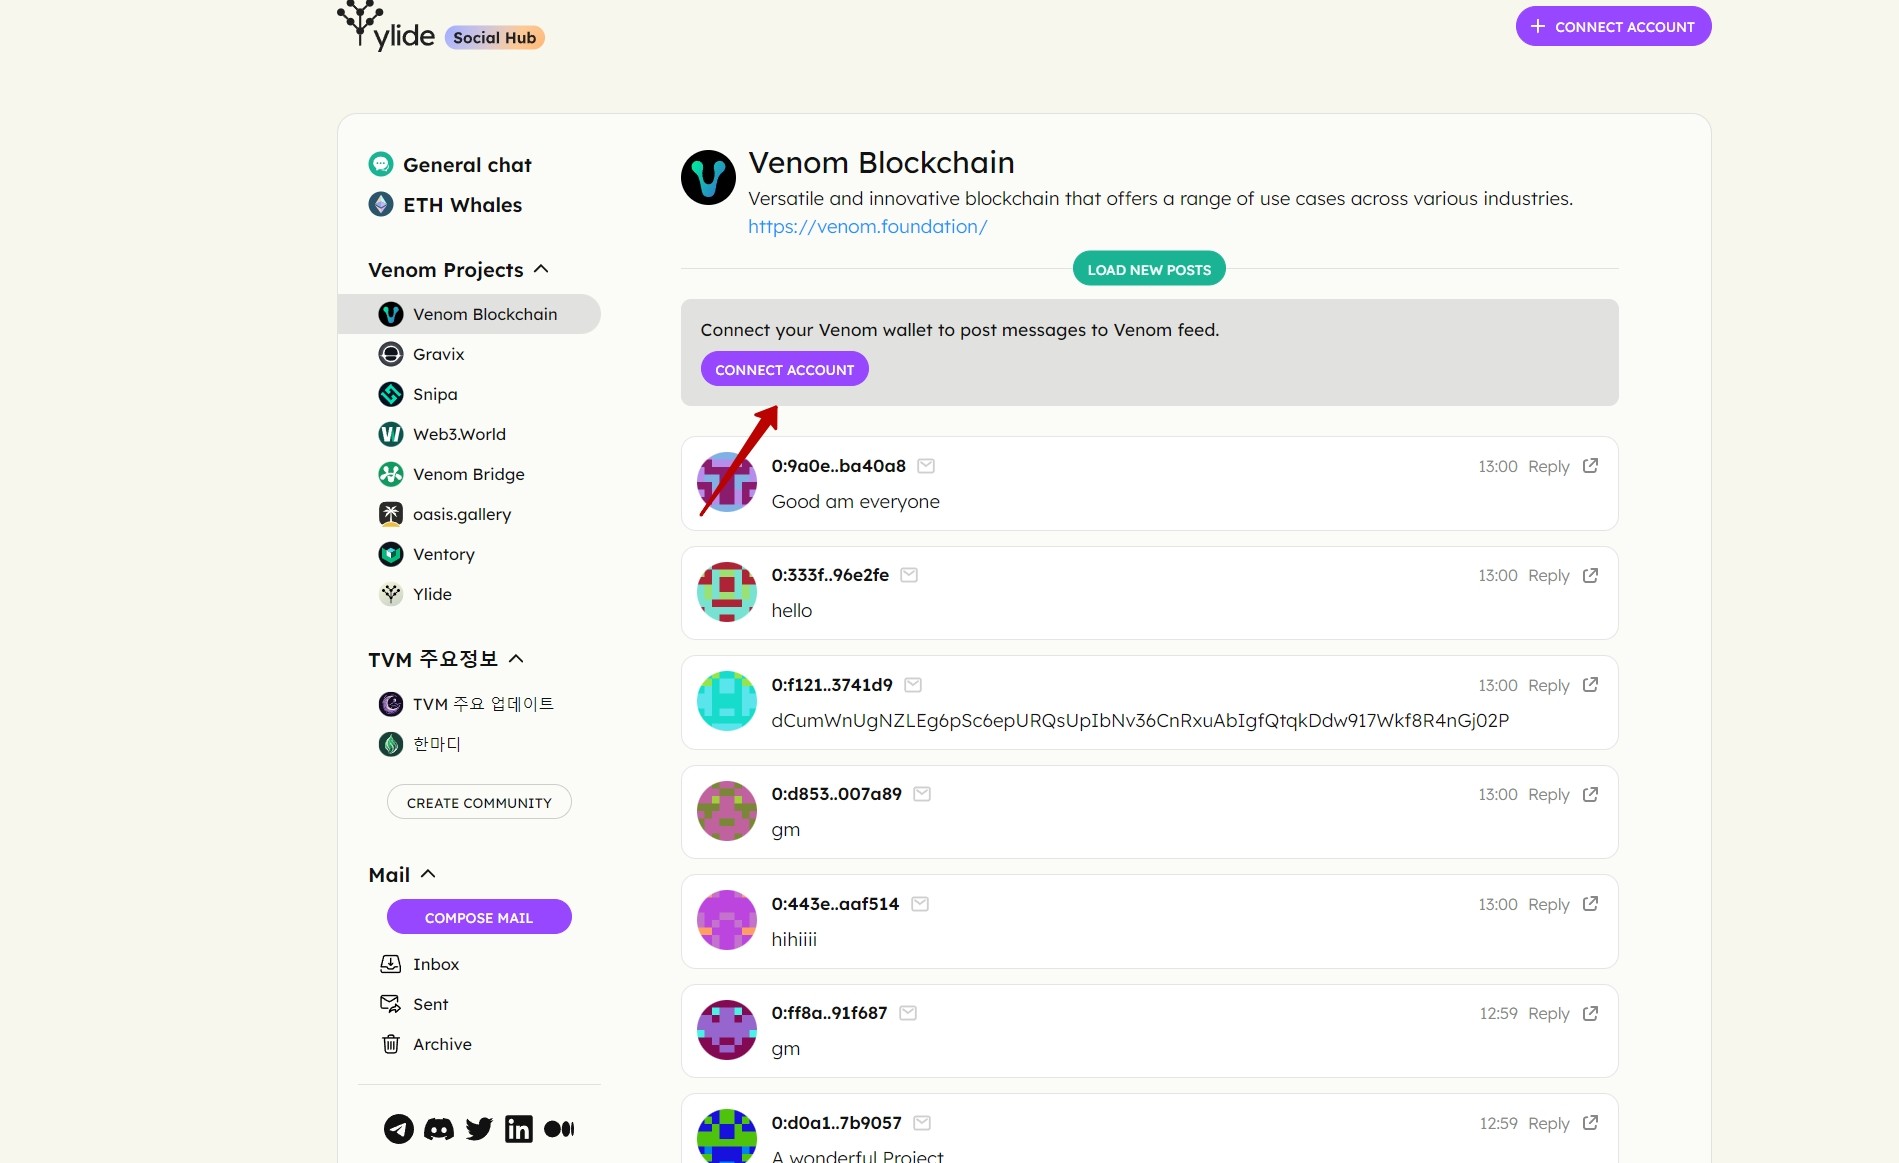 ylide Social Hub
+ CONNECT ACCOUNT
General chat
ETH Whales
Venom Projects
Venom Blockchain
Gravix
Snipa
Web3.World
Venom Bridge
oasis.gallery
Ventory
Ylide
TVM 주요정보
TVM 주요 업데이트
한마디
CREATE COMMUNITY
Mail
COMPOSE MAIL
Inbox
Sent
Archive
Venom Blockchain
Versatile and innovative blockchain that offers a range of use cases across various industries.
https://venom.foundation/
LOAD NEW POSTS
Connect your Venom wallet to post messages to Venom feed.
CONNECT ACCOUNT
0:9a0e..ba40a8 13:00 Reply
Good am everyone
0:333f..96e2fe 13:00 Reply
hello
0:f121..3741d9 13:00 Reply
dCumWnUgNZLEg6pSc6epURQsUpIbNv36CnRxuAbIgfQtqkDdw917Wkf8R4nGj02P
0:d853..007a89 13:00 Reply
gm
0:443e..aaf514 13:00 Reply
hihiiii
0:ff8a..91f687 12:59 Reply
gm
0:d0a1..7b9057 12:59 Reply
A wonderful Project